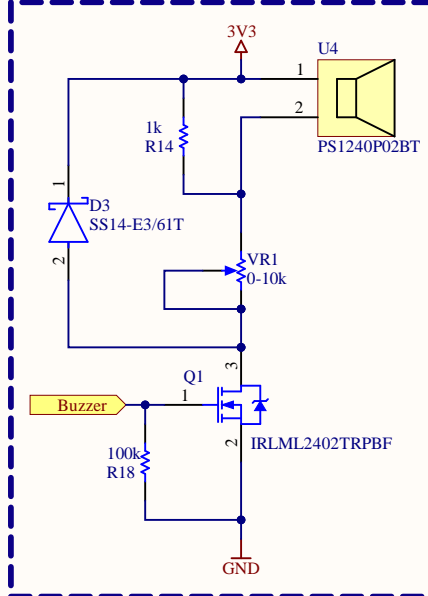 3V3
U4
1
2
PS1240P02BT
1k
R14
1
D3
SS14-E3/61T
2
VR1
0-10k
3
Q1
1
Buzzer
2
IRLML2402TRPBF
100k
R18
GND